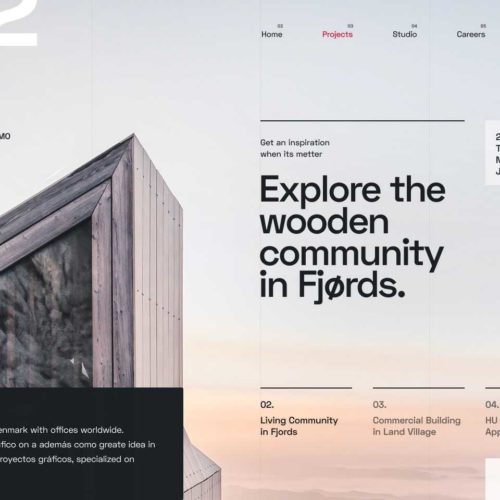 2
02
Home
03
Projects
04
Studio
05
Careers
MO
Get an inspiration
when its metter
Explore the
wooden
community
in Fjørds.
02.
Living Community
in Fjords
03.
Commercial Building
in Land Village
04.
HU
App
enmark with offices worldwide.
fico on a además como greate idea in
royectos gráficos, specialized on